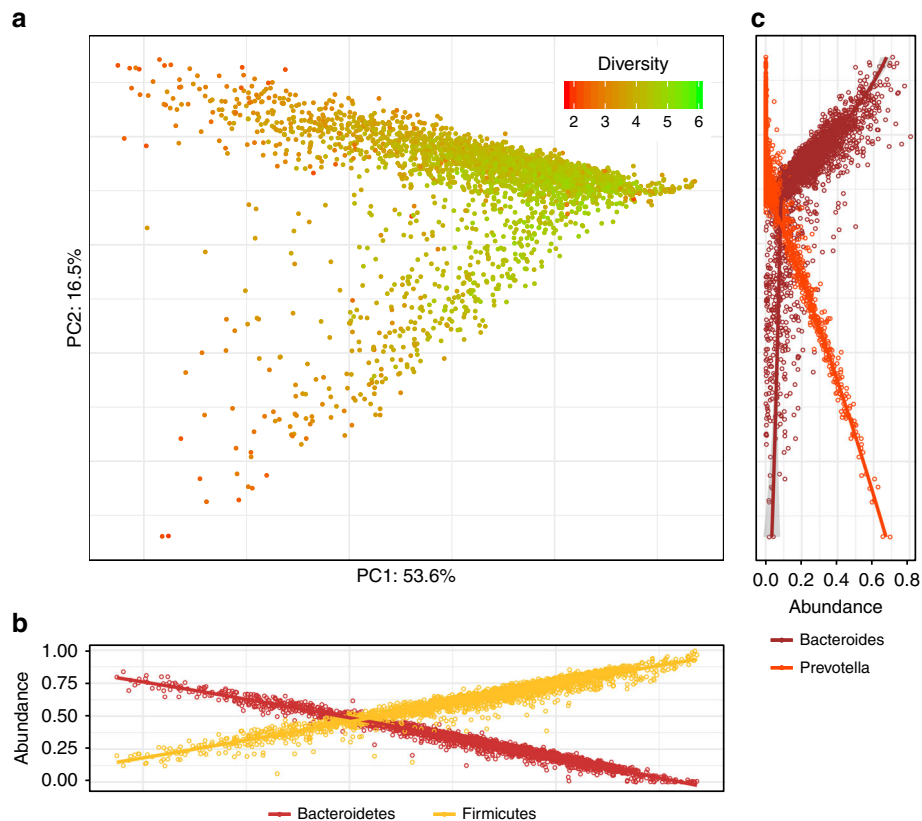 a
Diversity
2 3 4 5 6
PC2: 16.5%
PC1: 53.6%
c
0.0 0.2 0.4 0.6 0.8
Abundance
Bacteroides
Prevotella
b
1.00
0.75
0.50
0.25
0.00
Abundance
Bacteroidetes Firmicutes